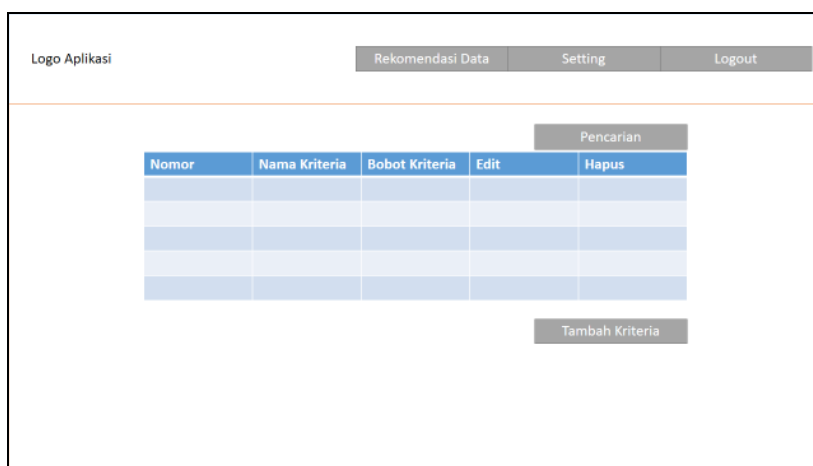 Logo Aplikasi Rekomendasi Data Setting Logout
Pencarian
Nomor Nama Kriteria Bobot Kriteria Edit Hapus
Tambah Kriteria